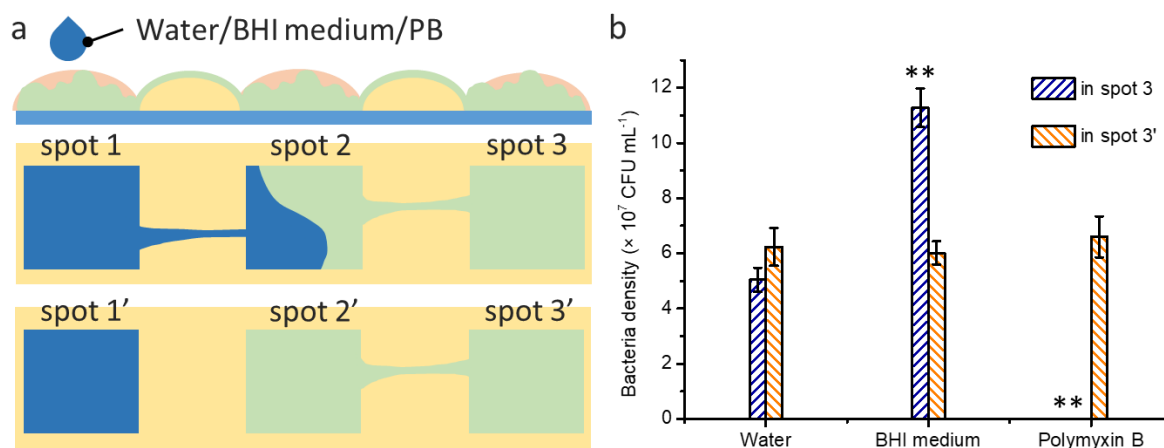 a
Water/BHI medium/PB
spot 1 spot 2 spot 3
spot 1’ spot 2’ spot 3’
b
Bacteria density (× 10⁷ CFU mL⁻¹)
12
10
8
6
4
2
0
**
**
in spot 3
in spot 3'
Water BHI medium Polymyxin B